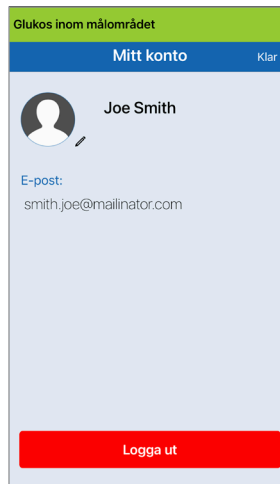 Glukos inom målområdet
Mitt konto
Klar
Joe Smith
E-post:
smith.joe@mailinator.com
Logga ut